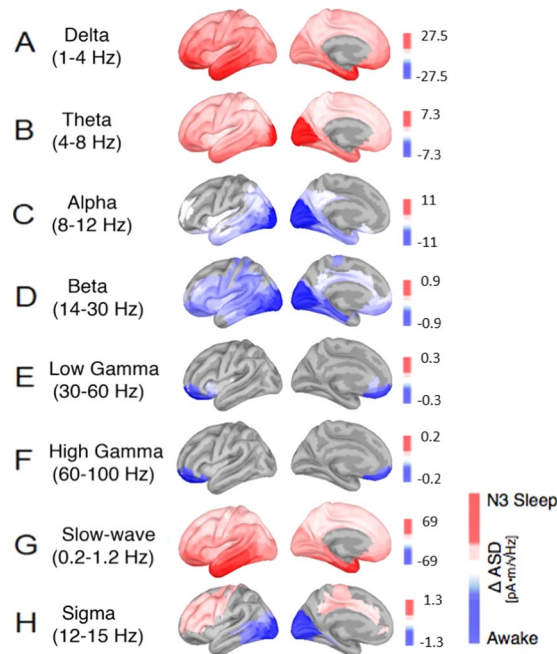 A Delta (1-4 Hz) 27.5 -27.5
B Theta (4-8 Hz) 7.3 -7.3
C Alpha (8-12 Hz) 11 -11
D Beta (14-30 Hz) 0.9 -0.9
E Low Gamma (30-60 Hz) 0.3 -0.3
F High Gamma (60-100 Hz) 0.2 -0.2
G Slow-wave (0.2-1.2 Hz) 69 -69
H Sigma (12-15 Hz) 1.3 -1.3
N3 Sleep
Δ ASD
[pA•m/√Hz]
Awake